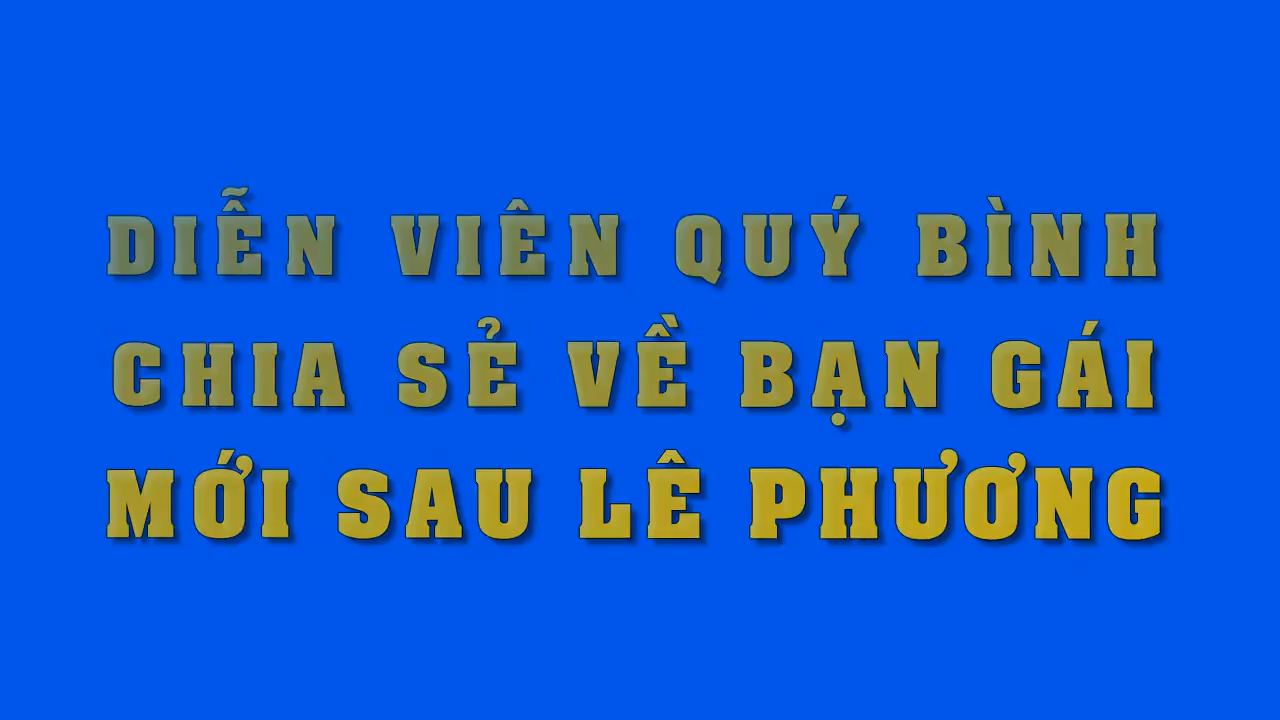 DIỄN VIÊN QUÝ BÌNH
CHIA SẺ VỀ BẠN GÁI
MỚI SAU LÊ PHƯƠNG